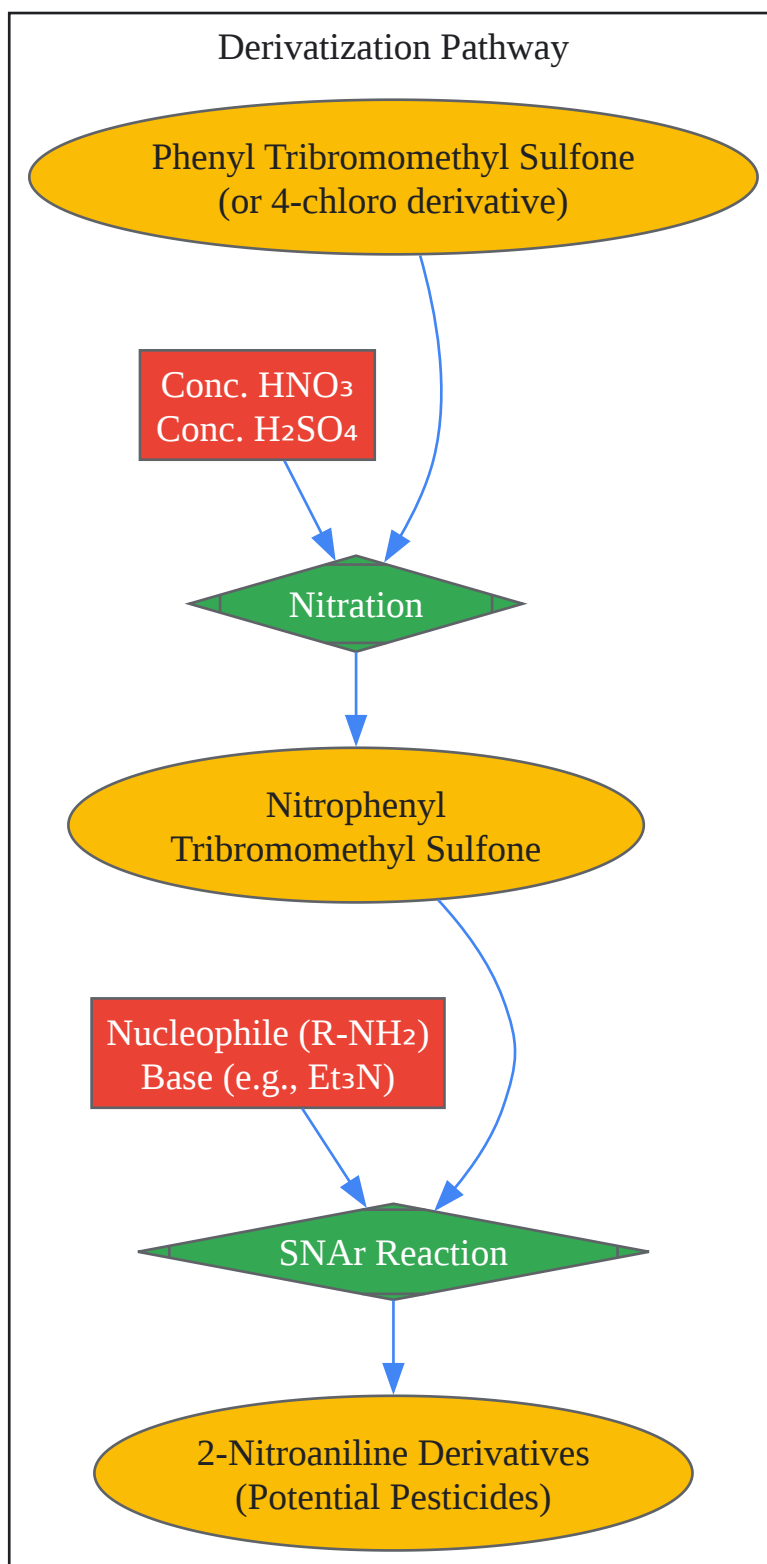 Derivatization Pathway
Phenyl Tribromomethyl Sulfone
(or 4-chloro derivative)
Conc. HNO₃
Conc. H₂SO₄
Nitration
Nitrophenyl
Tribromomethyl Sulfone
Nucleophile (R-NH₂)
Base (e.g., Et₃N)
SNAr Reaction
2-Nitroaniline Derivatives
(Potential Pesticides)